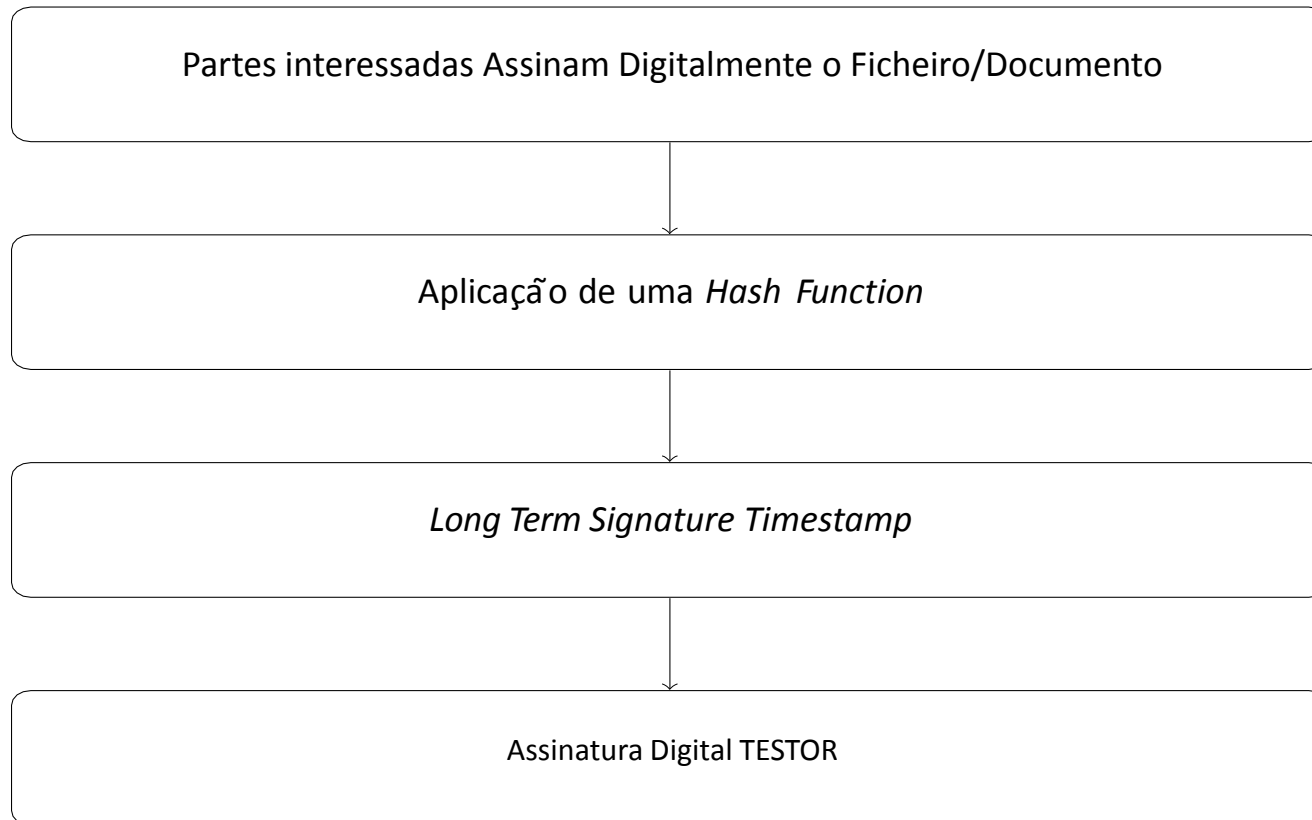 Partes interessadas Assinam Digitalmente o Ficheiro/Documento
Aplicação de uma Hash Function
Long Term Signature Timestamp
Assinatura Digital TESTOR